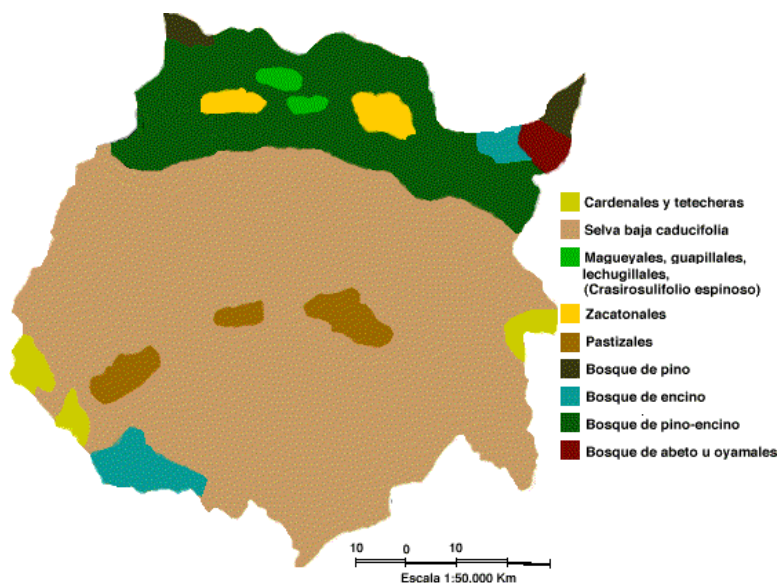 Cardenales y tetecheras
Selva baja caducifolia
Magueyales, guapillales,
lechugillales,
(Crasirosulifolio espinoso)
Zacatonales
Pastizales
Bosque de pino
Bosque de encino
Bosque de pino-encino
Bosque de abeto u oyamales
10 0 10
Escala 1:50.000 Km